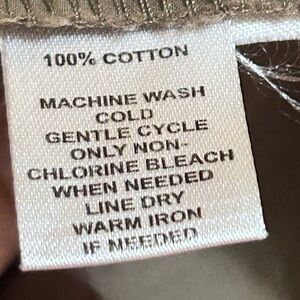 100% COTTON
MACHINE WASH
COLD
GENTLE CYCLE
ONLY NON-
CHLORINE BLEACH
WHEN NEEDED
LINE DRY
WARM IRON
IF NEEDED